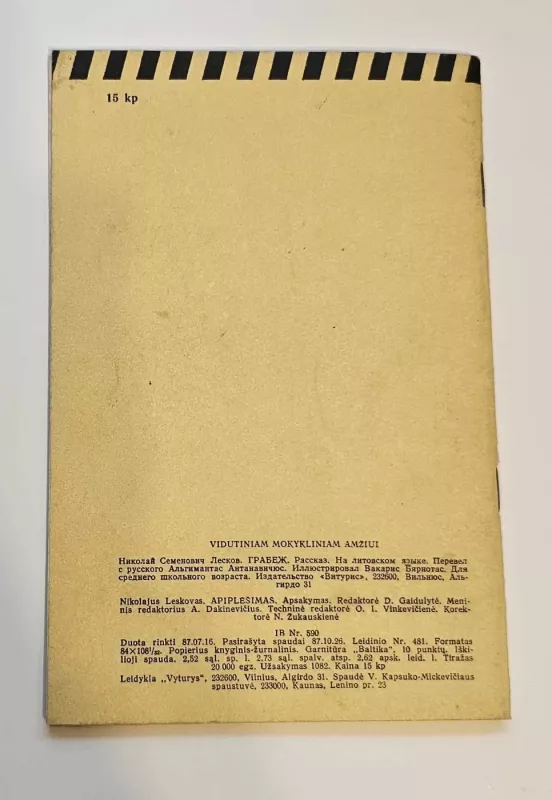 15 kp
VIDUTINIAM MOKYKLINIAM AMŽIUI
Николай Семенович Лесков. ГРАБЕЖ. Рассказ. На литовском языке. Перевел
с русского Альгимантас Антанавичюс. Иллюстрировал Вакарис Бярнотас. Для
среднего школьного возраста. Издательство «Витурис», 232600, Вильнюс, Аль-
гирдо 31
Nikolajus Leskovas. APIPLĖŠIMAS. Apsakymas. Redaktorė D. Gaidulytė. Meni-
nis redaktorius A. Dakinevičius. Techninė redaktorė O. I. Vinkevičienė. Korek-
torė N. Žukauskienė
IB Nr. 590
Duota rinkti 87.07.16. Pasirašyta spaudai 87.10.26. Leidinio Nr. 481. Formatas
84×108¹/₃₂. Popierius knyginis-žurnalinis. Garnitūra „Baltika", 10 punktų. Iški-
lioji spauda. 2,52 sąl. sp. l. 2,73 sąl. spalv. atsp. 2,62 apsk. leid. l. Tiražas
20 000 egz. Užsakymas 1082. Kaina 15 kp
Leidykla „Vyturys", 232600, Vilnius, Algirdo 31. Spaudė V. Kapsuko-Mickevičiaus
spaustuvė, 233000, Kaunas, Lenino pr. 23